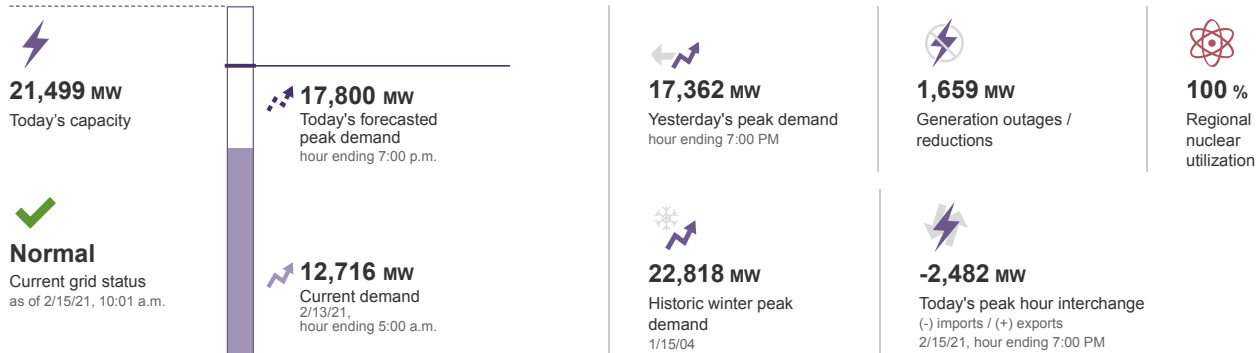 21,499 MW
Today's capacity
Normal
Current grid status
as of 2/15/21, 10:01 a.m.
17,800 MW
Today's forecasted
peak demand
hour ending 7:00 p.m.
12,716 MW
Current demand
2/13/21,
hour ending 5:00 a.m.
17,362 MW
Yesterday's peak demand
hour ending 7:00 PM
1,659 MW
Generation outages /
reductions
100 %
Regional
nuclear
utilization
22,818 MW
Historic winter peak
demand
1/15/04
-2,482 MW
Today's peak hour interchange
(-) imports / (+) exports
2/15/21, hour ending 7:00 PM